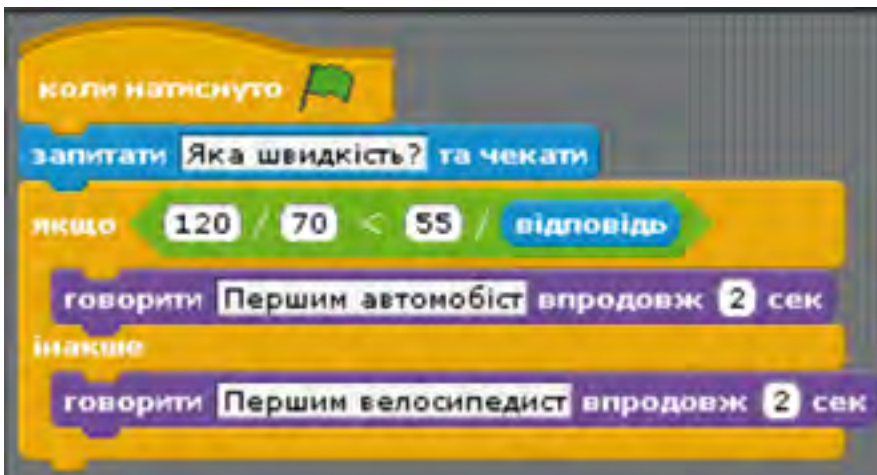 коли натиснуто
запитати Яка швидкість? та чекати
якщо 120 / 70 < 55 / відповідь
говорити Першим автомобіст впродовж 2 сек
інакше
говорити Першим велосипедист впродовж 2 сек